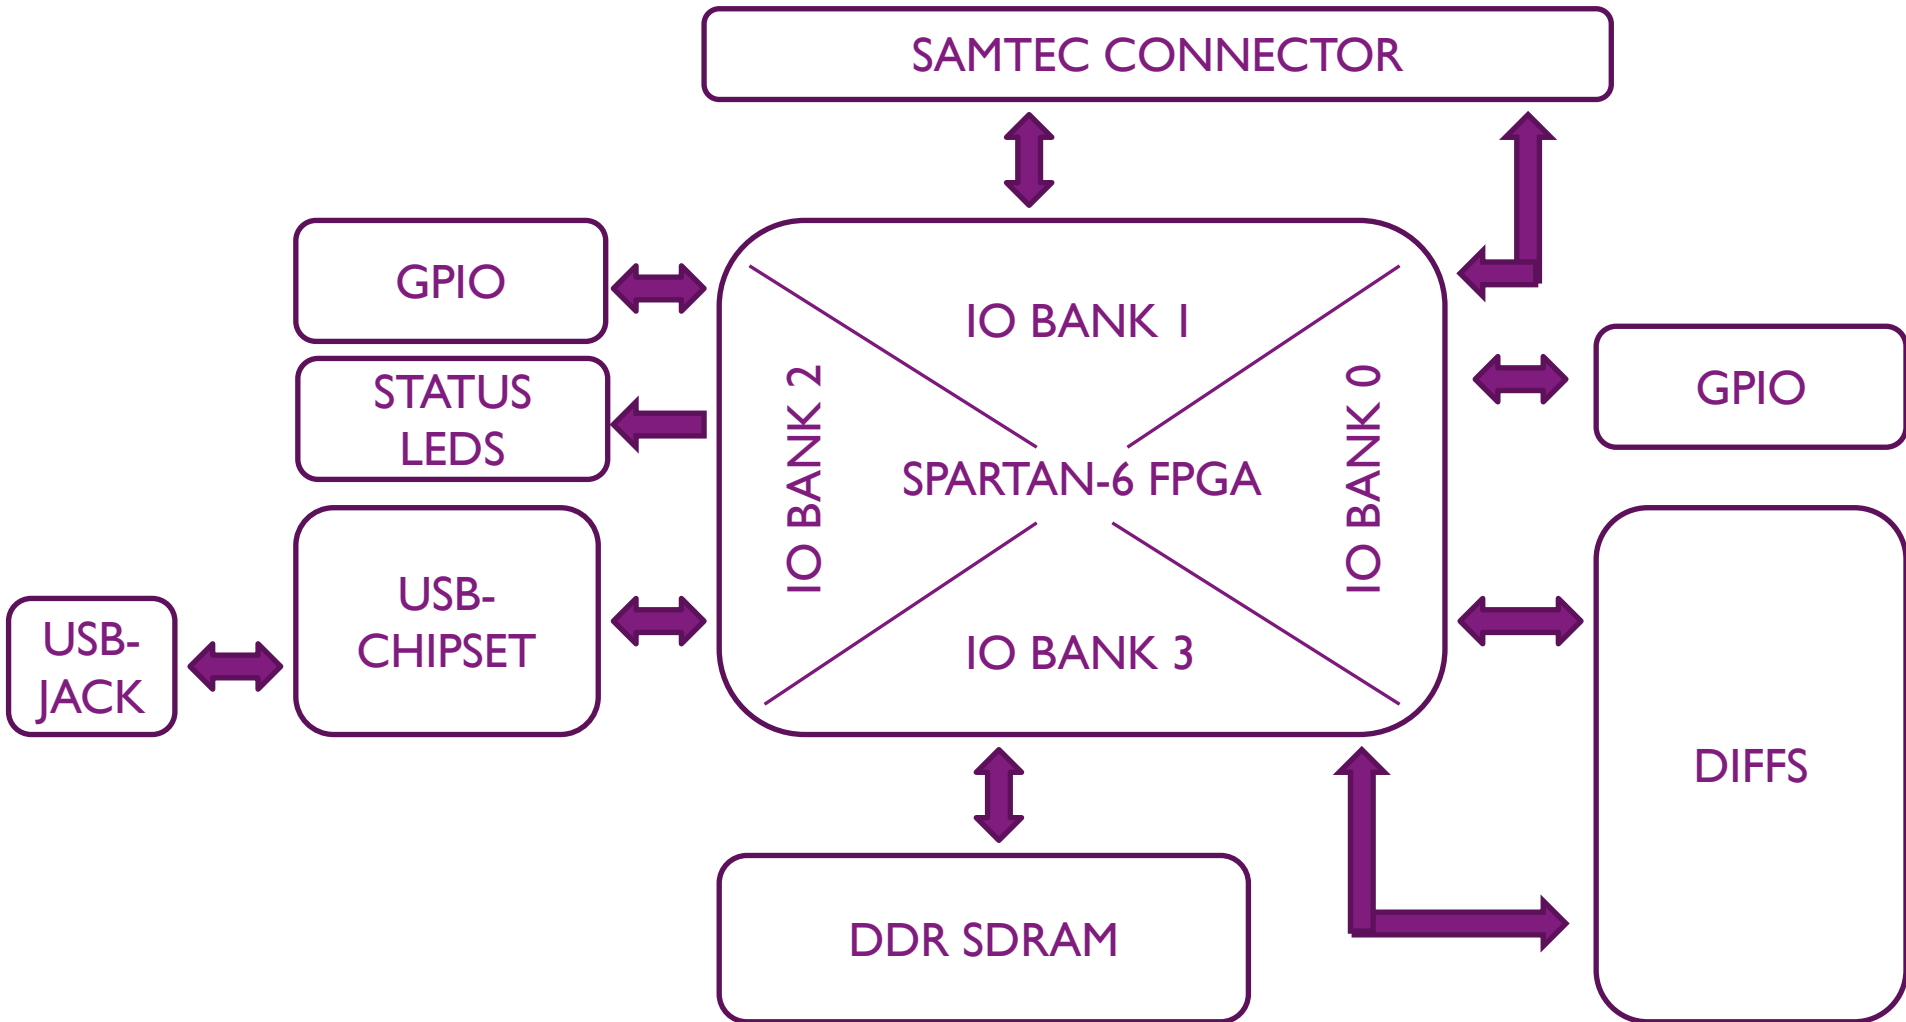 SAMTEC CONNECTOR
GPIO
STATUS
LEDS
USB-
CHIPSET
USB-
JACK
IO BANK 1
IO BANK 2
SPARTAN-6 FPGA
IO BANK 0
IO BANK 3
GPIO
DIFFS
DDR SDRAM